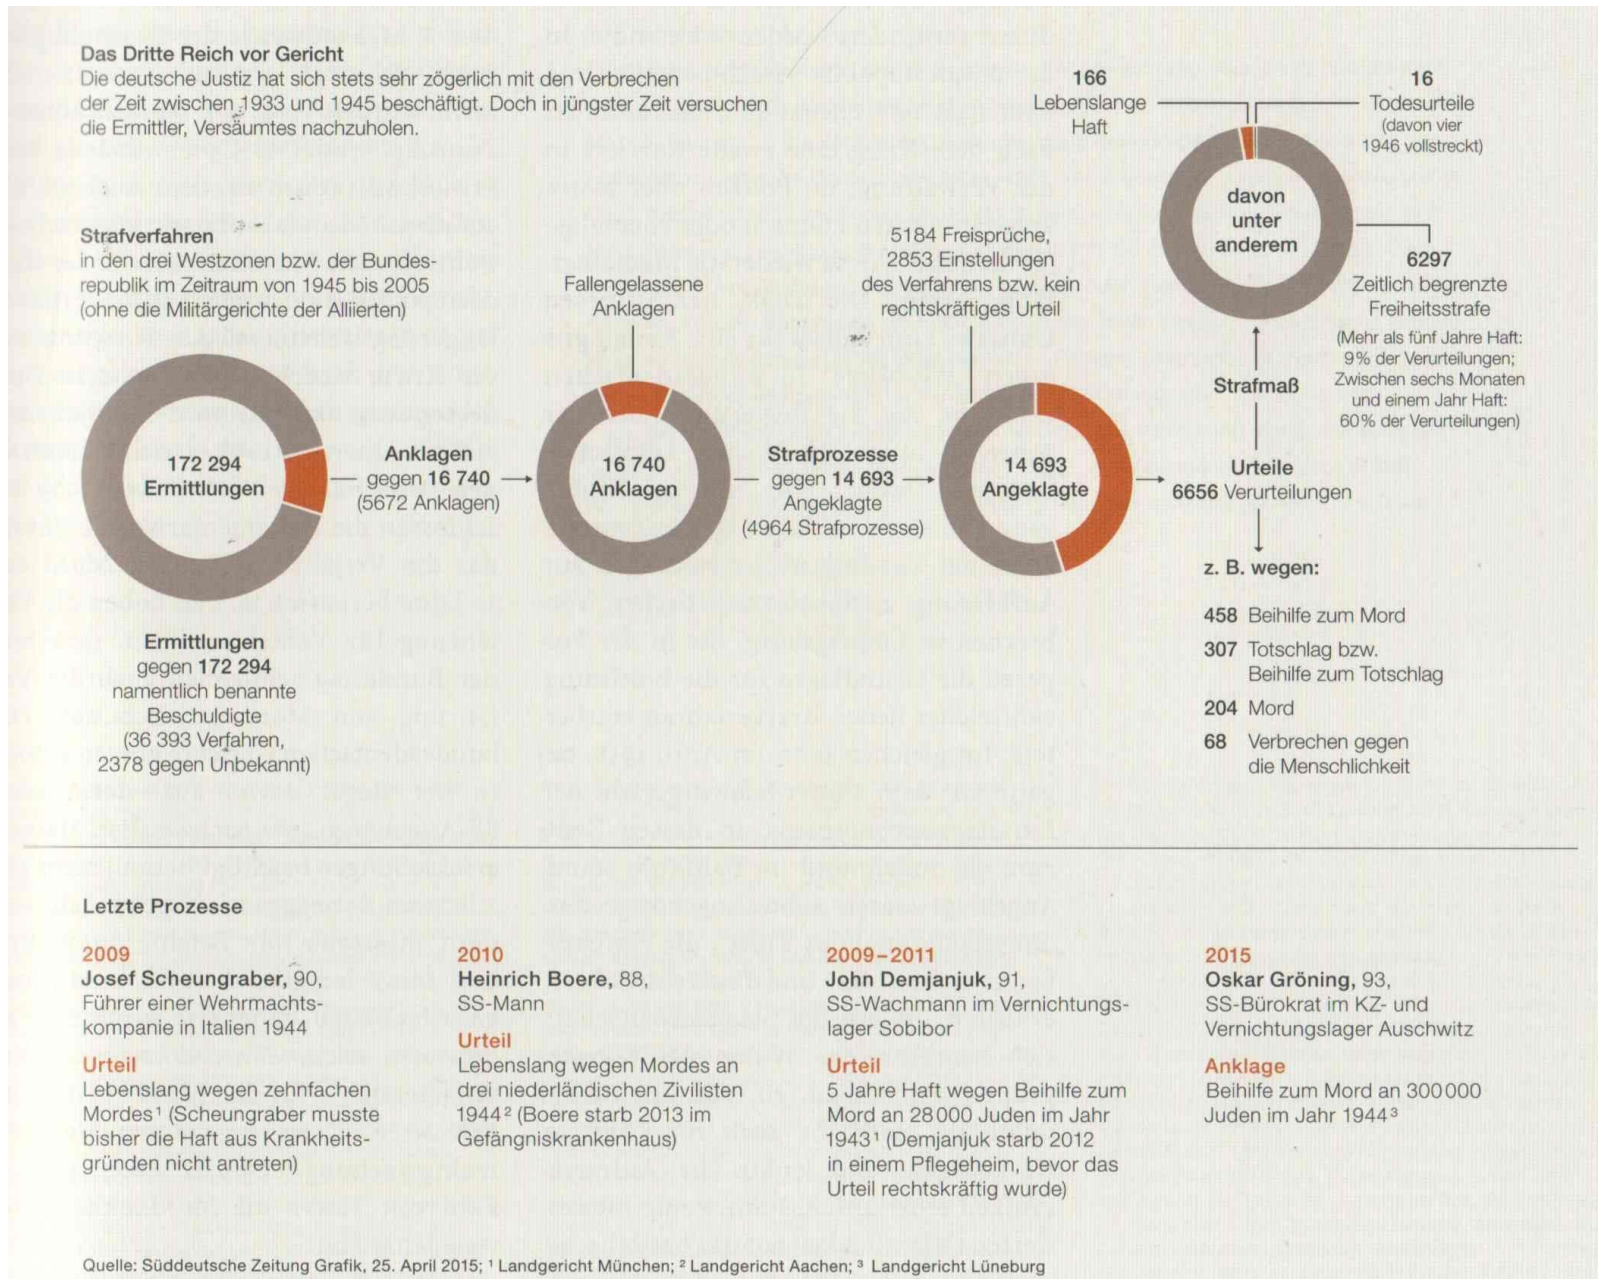 Das Dritte Reich vor Gericht
Die deutsche Justiz hat sich stets sehr zögerlich mit den Verbrechen
der Zeit zwischen 1933 und 1945 beschäftigt. Doch in jüngster Zeit versuchen
die Ermittler, Versäumtes nachzuholen.
Strafverfahren
in den drei Westzonen bzw. der Bundes-
republik im Zeitraum von 1945 bis 2005
(ohne die Militärgerichte der Alliierten)
172 294
Ermittlungen
Ermittlungen
gegen 172 294
namentlich benannte
Beschuldigte
(36 393 Verfahren,
2378 gegen Unbekannt)
Anklagen
gegen 16 740
(5672 Anklagen)
Fallengelassene
Anklagen
16 740
Anklagen
Strafprozesse
gegen 14 693
Angeklagte
(4964 Strafprozesse)
5184 Freisprüche,
2853 Einstellungen
des Verfahrens bzw. kein
rechtskräftiges Urteil
14 693
Angeklagte
Urteile
6656 Verurteilungen
Strafmaß
davon
unter
anderem
166
Lebenslange
Haft
16
Todesurteile
(davon vier
1946 vollstreckt)
6297
Zeitlich begrenzte
Freiheitsstrafe
(Mehr als fünf Jahre Haft:
9% der Verurteilungen;
Zwischen sechs Monaten
und einem Jahr Haft:
60% der Verurteilungen)
z. B. wegen:
458 Beihilfe zum Mord
307 Totschlag bzw.
Beihilfe zum Totschlag
204 Mord
68 Verbrechen gegen
die Menschlichkeit
Letzte Prozesse
2009
Josef Scheungraber, 90,
Führer einer Wehrmachts-
kompanie in Italien 1944
Urteil
Lebenslang wegen zehnfachen
Mordes¹ (Scheungraber musste
bisher die Haft aus Krankheits-
gründen nicht antreten)
2010
Heinrich Boere, 88,
SS-Mann
Urteil
Lebenslang wegen Mordes an
drei niederländischen Zivilisten
1944² (Boere starb 2013 im
Gefängniskrankenhaus)
2009–2011
John Demjanjuk, 91,
SS-Wachmann im Vernichtungs-
lager Sobibor
Urteil
5 Jahre Haft wegen Beihilfe zum
Mord an 28 000 Juden im Jahr
1943¹ (Demjanjuk starb 2012
in einem Pflegeheim, bevor das
Urteil rechtskräftig wurde)
2015
Oskar Gröning, 93,
SS-Bürokrat im KZ- und
Vernichtungslager Auschwitz
Anklage
Beihilfe zum Mord an 300 000
Juden im Jahr 1944³
Quelle: Süddeutsche Zeitung Grafik, 25. April 2015; ¹ Landgericht München; ² Landgericht Aachen; ³ Landgericht Lüneburg